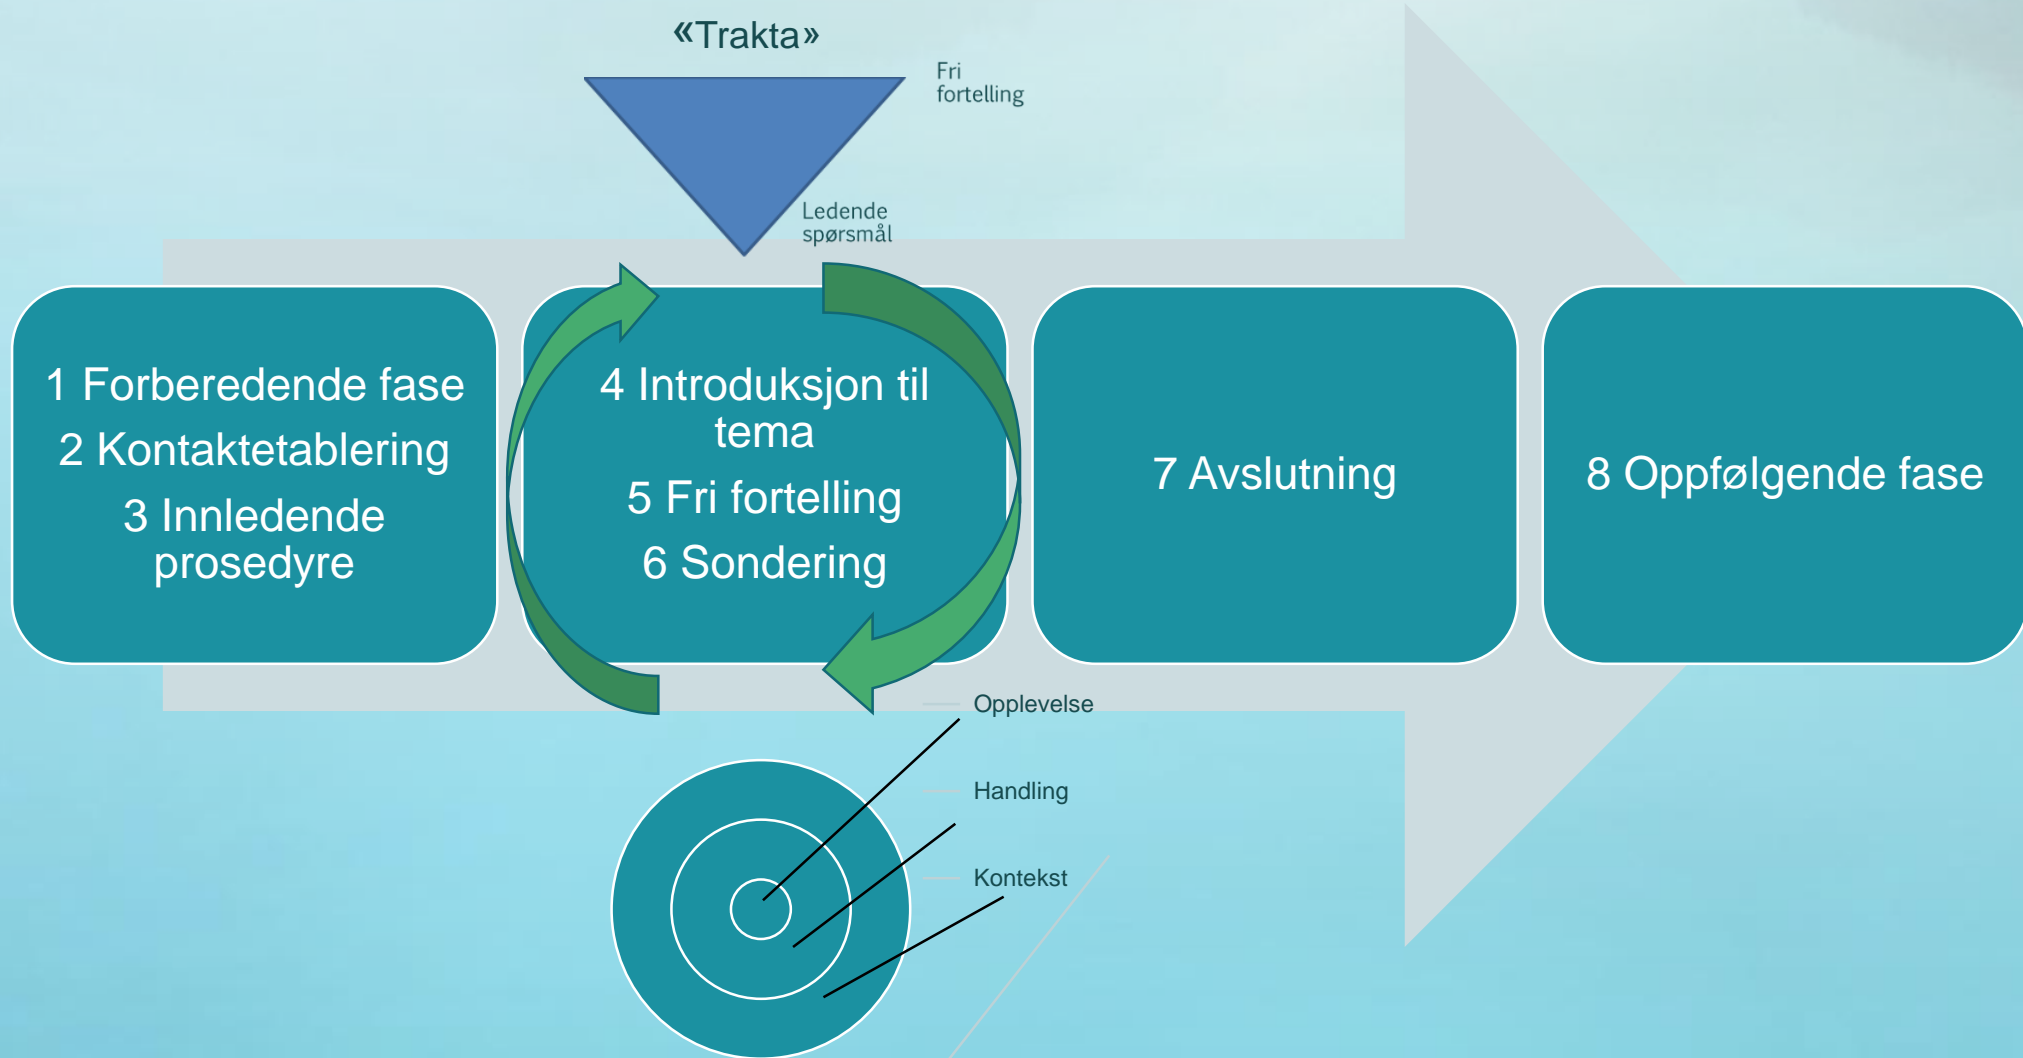 «Trakta»
Fri
fortelling
Ledende
spørsmål
1 Forberedende fase
2 Kontaktetablering
3 Innledende
prosedyre
4 Introduksjon til
tema
5 Fri fortelling
6 Sondering
7 Avslutning
8 Oppfølgende fase
Opplevelse
Handling
Kontekst